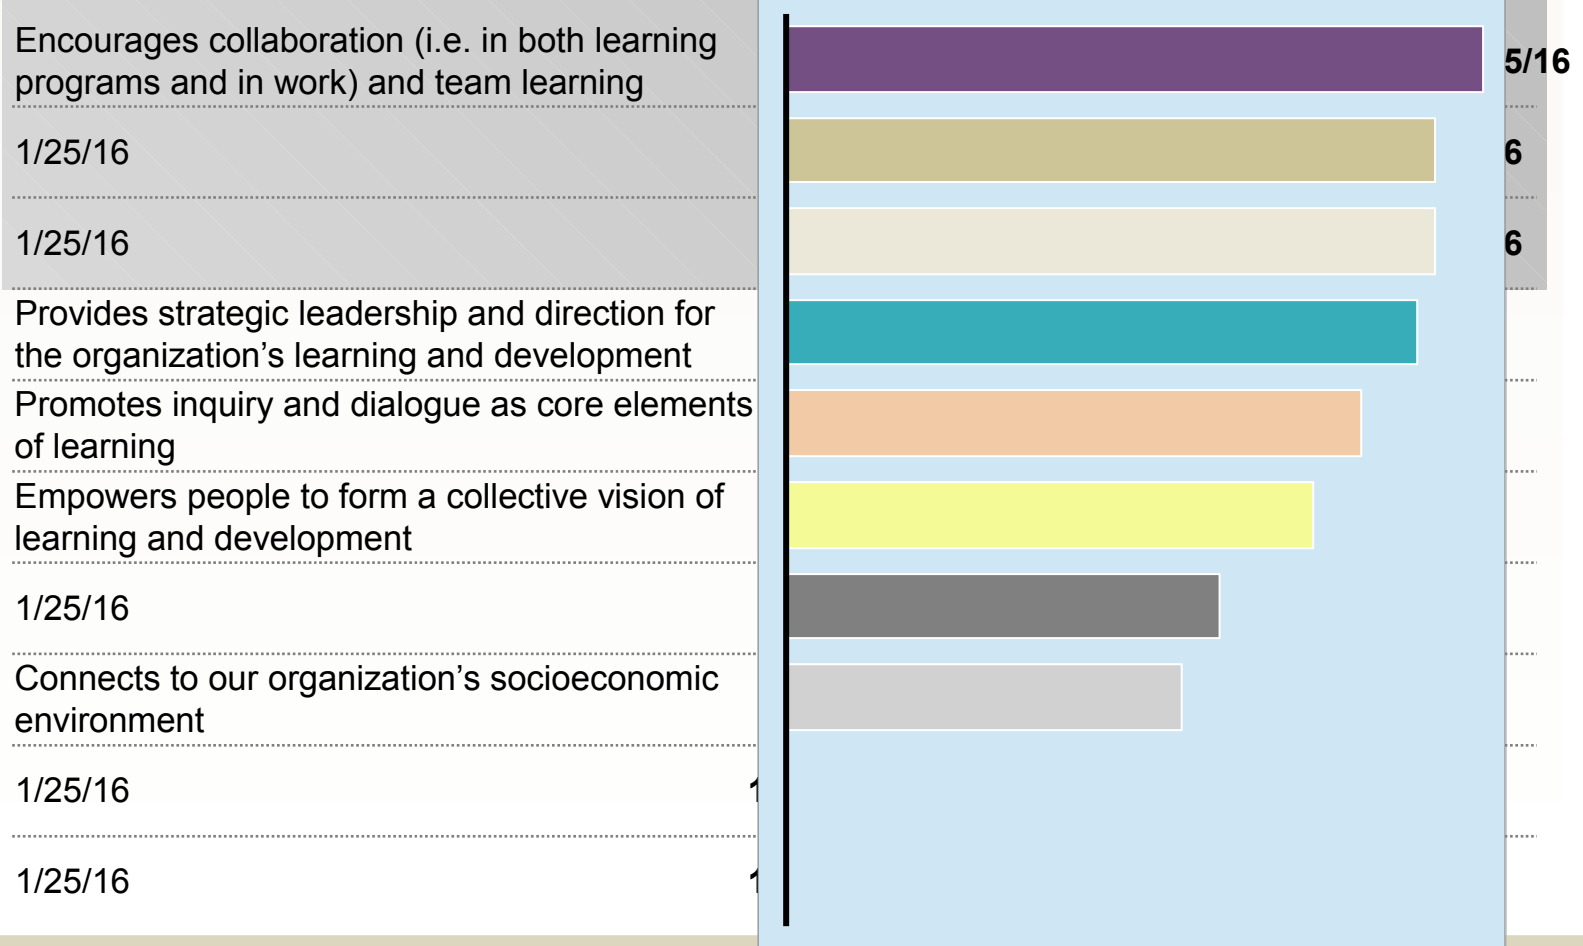 Encourages collaboration (i.e. in both learning
programs and in work) and team learning
5/16
1/25/16
6
1/25/16
6
Provides strategic leadership and direction for
the organization’s learning and development
Promotes inquiry and dialogue as core elements
of learning
Empowers people to form a collective vision of
learning and development
1/25/16
Connects to our organization’s socioeconomic
environment
1/25/16
1/25/16